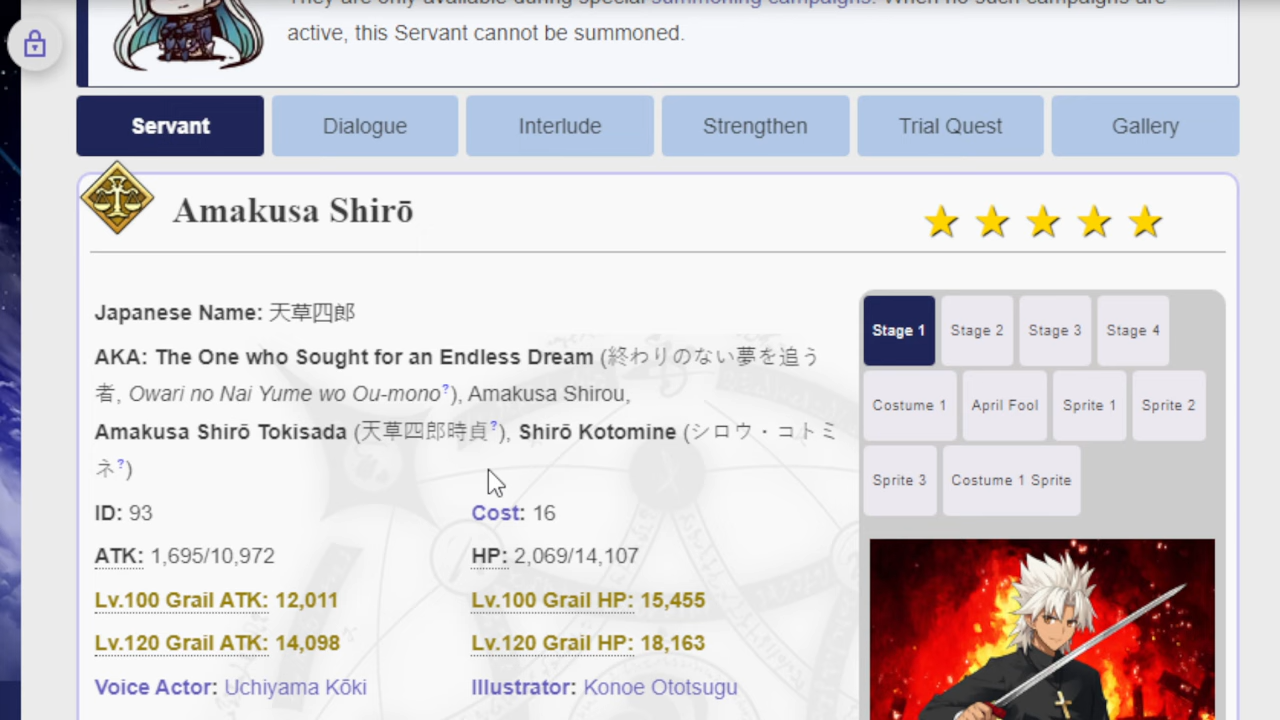 They are only available during special summoning campaigns. When no such campaigns are
active, this Servant cannot be summoned.
Servant
Dialogue
Interlude
Strengthen
Trial Quest
Gallery
Amakusa Shirō
Japanese Name: 天草四郎
AKA: The One who Sought for an Endless Dream (終わりのない夢を追う
者, Owari no Nai Yume wo Ou-mono?), Amakusa Shirou,
Amakusa Shirō Tokisada (天草四郎時貞?), Shirō Kotomine (シロウ・コトミ
ネ?)
ID: 93
Cost: 16
ATK: 1,695/10,972
HP: 2,069/14,107
Lv.100 Grail ATK: 12,011
Lv.100 Grail HP: 15,455
Lv.120 Grail ATK: 14,098
Lv.120 Grail HP: 18,163
Voice Actor: Uchiyama Kōki
Illustrator: Konoe Ototsugu
Stage 1
Stage 2
Stage 3
Stage 4
Costume 1
April Fool
Sprite 1
Sprite 2
Sprite 3
Costume 1 Sprite